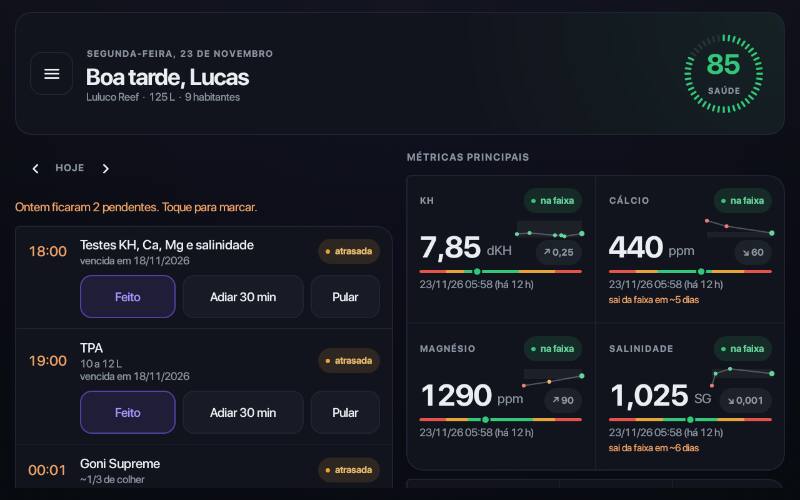 SEGUNDA-FEIRA, 23 DE NOVEMBRO
Boa tarde, Lucas
Luluco Reef · 125 L · 9 habitantes
85
SAÚDE
HOJE
Ontem ficaram 2 pendentes. Toque para marcar.
18:00
Testes KH, Ca, Mg e salinidade
vencida em 18/11/2026
atrasada
Feito
Adiar 30 min
Pular
19:00
TPA
10 a 12 L
vencida em 18/11/2026
atrasada
Feito
Adiar 30 min
Pular
00:01
Goni Supreme
~1/3 de colher
atrasada
MÉTRICAS PRINCIPAIS
KH
na faixa
7,85 dKH
↗ 0,25
23/11/26 05:58 (há 12 h)
CÁLCIO
na faixa
440 ppm
↘ 60
23/11/26 05:58 (há 12 h)
sai da faixa em ~5 dias
MAGNÉSIO
na faixa
1290 ppm
↗ 90
23/11/26 05:58 (há 12 h)
SALINIDADE
na faixa
1,025 SG
↘ 0,001
23/11/26 05:58 (há 12 h)
sai da faixa em ~6 dias